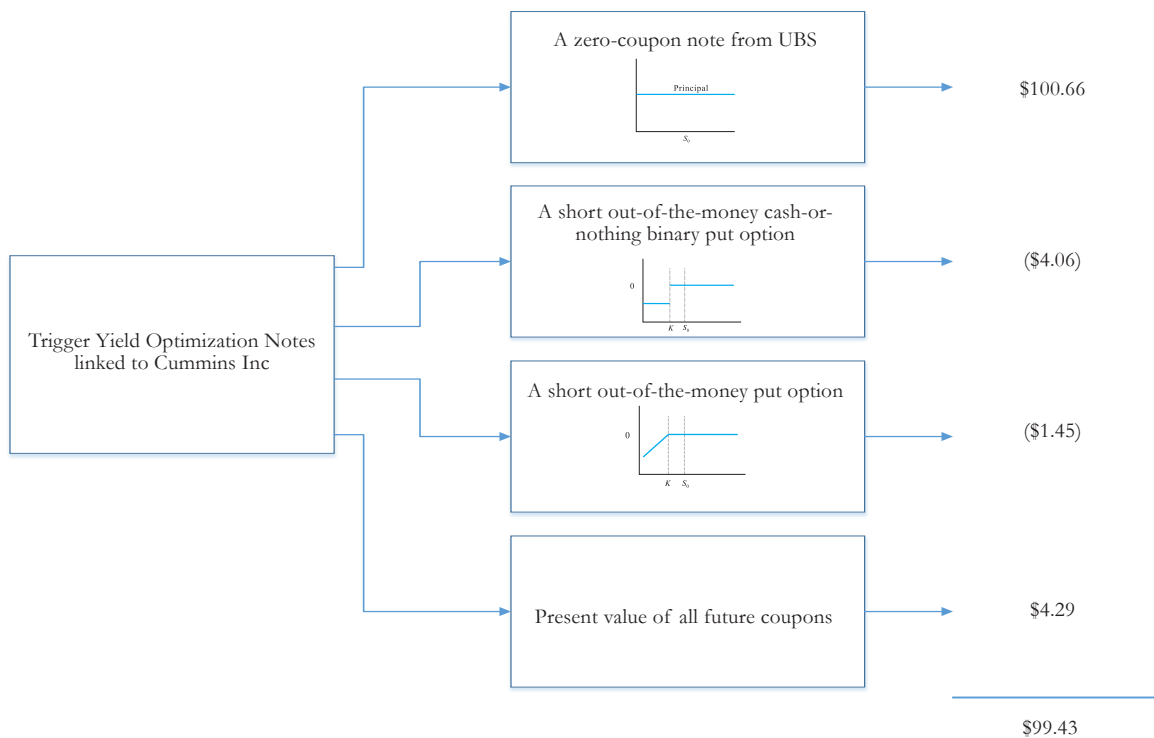 A zero-coupon note from UBS
Principal
S₀
$100.66
A short out-of-the-money cash-or-
nothing binary put option
0
K S₀
($4.06)
Trigger Yield Optimization Notes
linked to Cummins Inc
A short out-of-the-money put option
0
K S₀
($1.45)
Present value of all future coupons
$4.29
$99.43